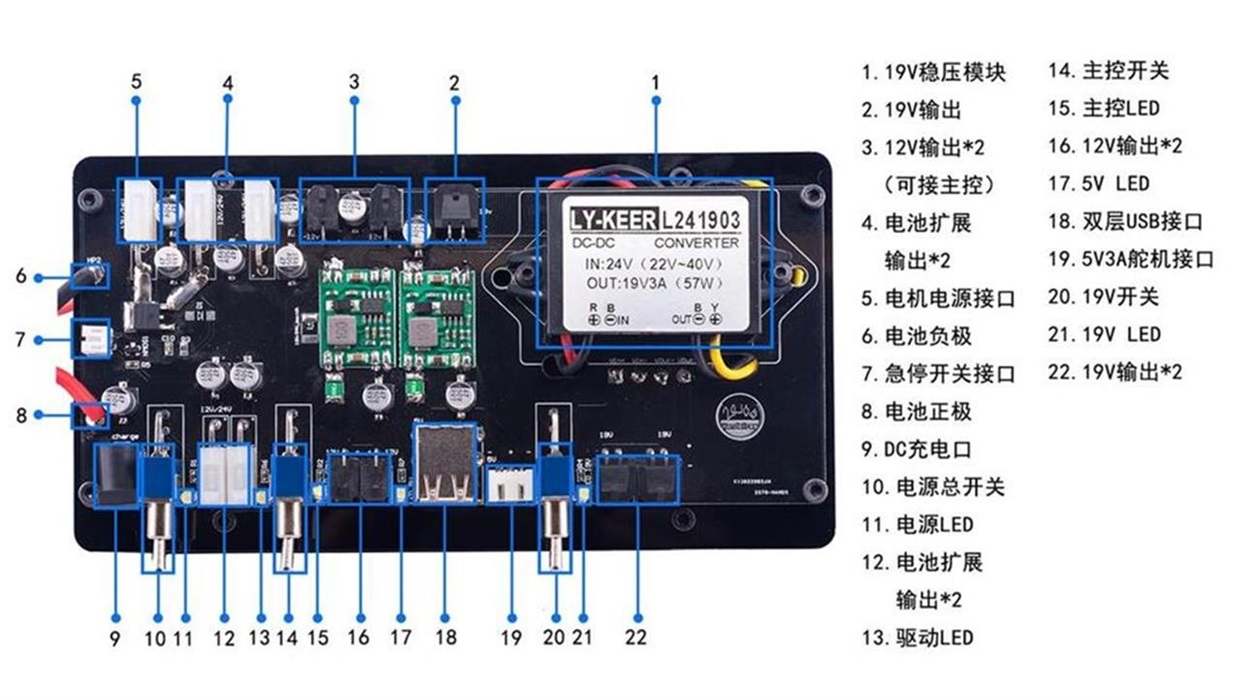 5
4
3
2
1
6
7
8
9
10
11
12
13
14
15
16
17
18
19
20
21
22
LY-KEER L241903
DC-DC CONVERTER
IN:24V（22V~40V）
OUT:19V3A（57W）
R B Ⓑ Y
IN OUT
HP2
12V/24V
charge
5V
19V 19V
1.19V稳压模块
2.19V输出
3.12V输出*2
（可接主控）
4.电池扩展
输出*2
5.电机电源接口
6.电池负极
7.急停开关接口
8.电池正极
9.DC充电口
10.电源总开关
11.电源LED
12.电池扩展
输出*2
13.驱动LED
14.主控开关
15.主控LED
16.12V输出*2
17.5V LED
18.双层USB接口
19.5V3A舵机接口
20.19V开关
21.19V LED
22.19V输出*2